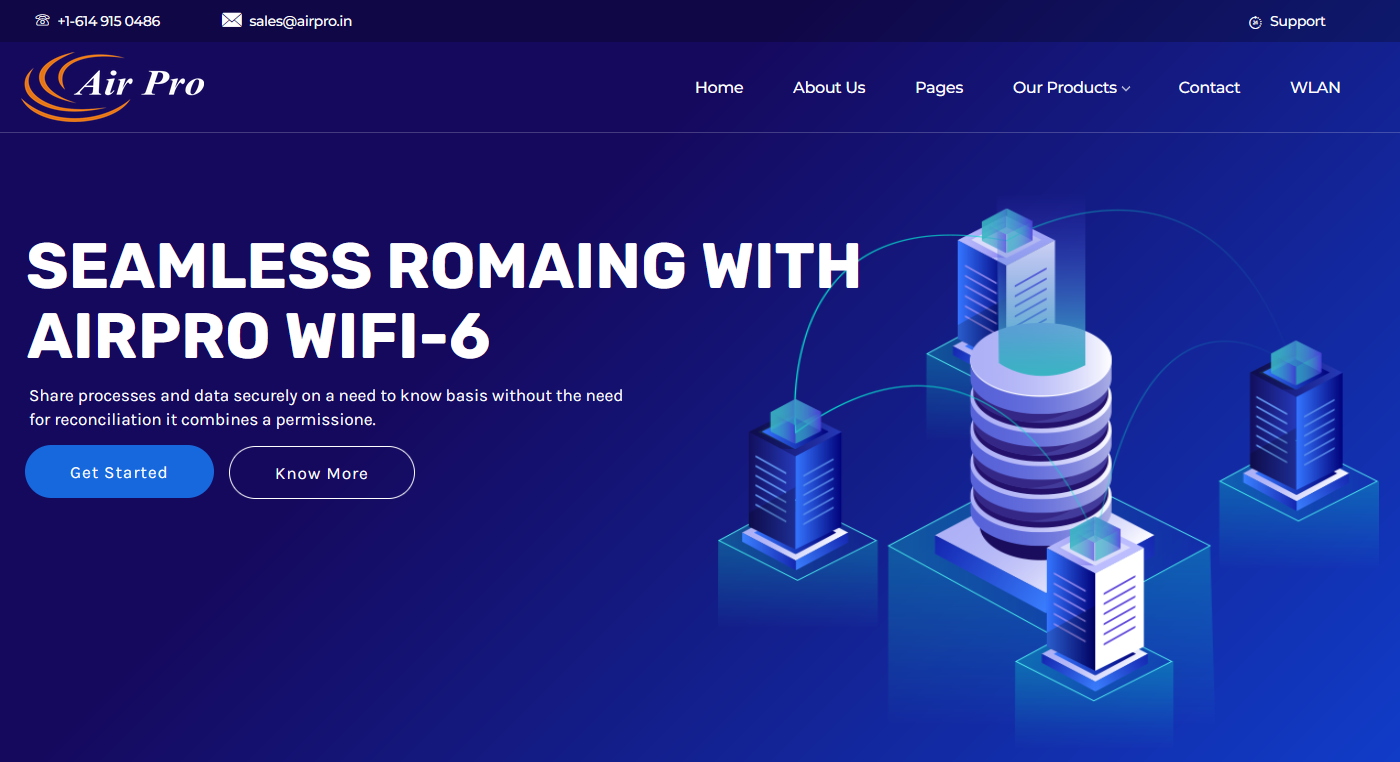 +1-614 915 0486
sales@airpro.in
Support
Air Pro
Home
About Us
Pages
Our Products
Contact
WLAN
SEAMLESS ROMAING WITH
AIRPRO WIFI-6
Share processes and data securely on a need to know basis without the need
for reconciliation it combines a permissione.
Get Started
Know More